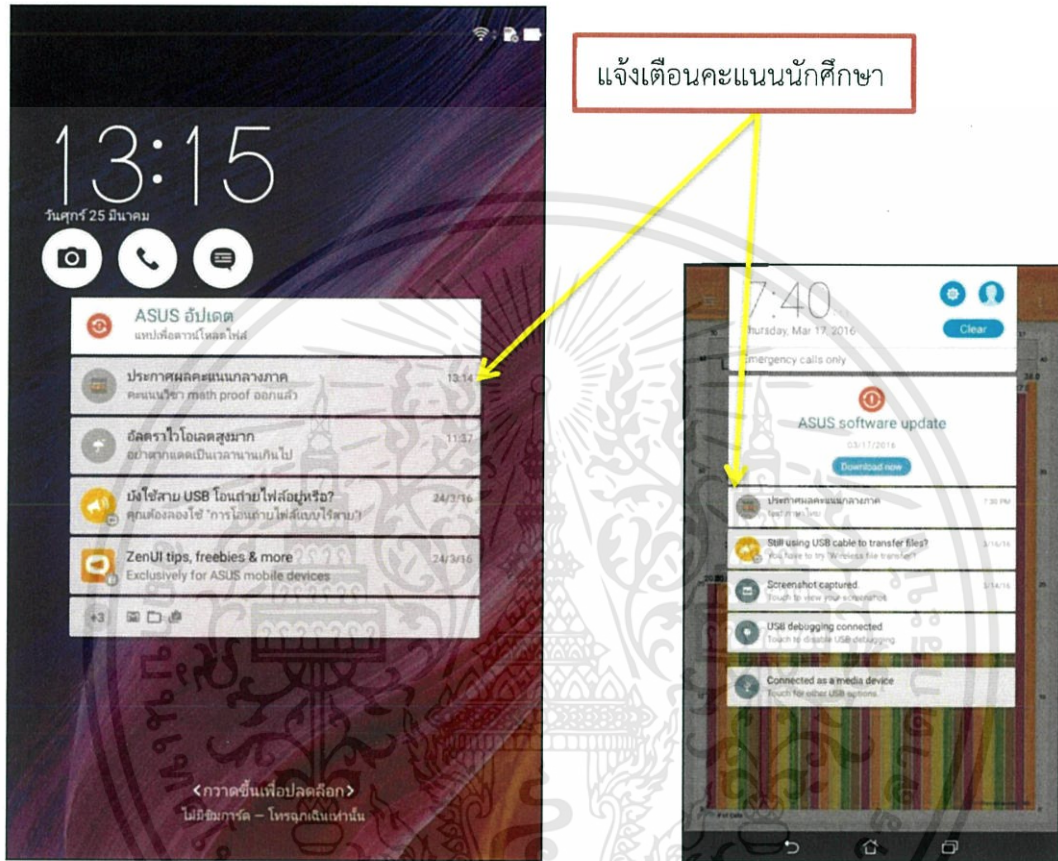 แจ้งเตือนคะแนนนักศึกษา
13:15
วันศุกร์ 25 มีนาคม
ASUS อัปเดต
แทปเพื่อดาวน์โหลดไฟล์
ประกาศผลคะแนนกลางภาค 13:14
คะแนนวิชา math proof ออกแล้ว
อัลตราไวโอเลตสูงมาก 11:37
อย่าตากแดดเป็นเวลานานเกินไป
ยังใช้สาย USB โอนถ่ายไฟล์อยู่หรือ? 24/3/16
คุณต้องลองใช้ "การโอนถ่ายไฟล์แบบไร้สาย"!
ZenUI tips, freebies & more 24/3/16
Exclusively for ASUS mobile devices
+3
<กวาดขึ้นเพื่อปลดล็อก>
ไม่มีซิมการ์ด – โทรฉุกเฉินเท่านั้น
7:40
Thursday, Mar 17, 2016
Clear
Emergency calls only
ASUS software update
03/17/2016
Download now
ประกาศผลคะแนนกลางภาค 7:30 PM
test ภาษาไทย
Still using USB cable to transfer files? 3/16/16
You have to try "Wireless file transfer"!
Screenshot captured. 3/14/16
Touch to view your screenshot.
USB debugging connected
Touch to disable USB debugging.
Connected as a media device
Touch for other USB options.